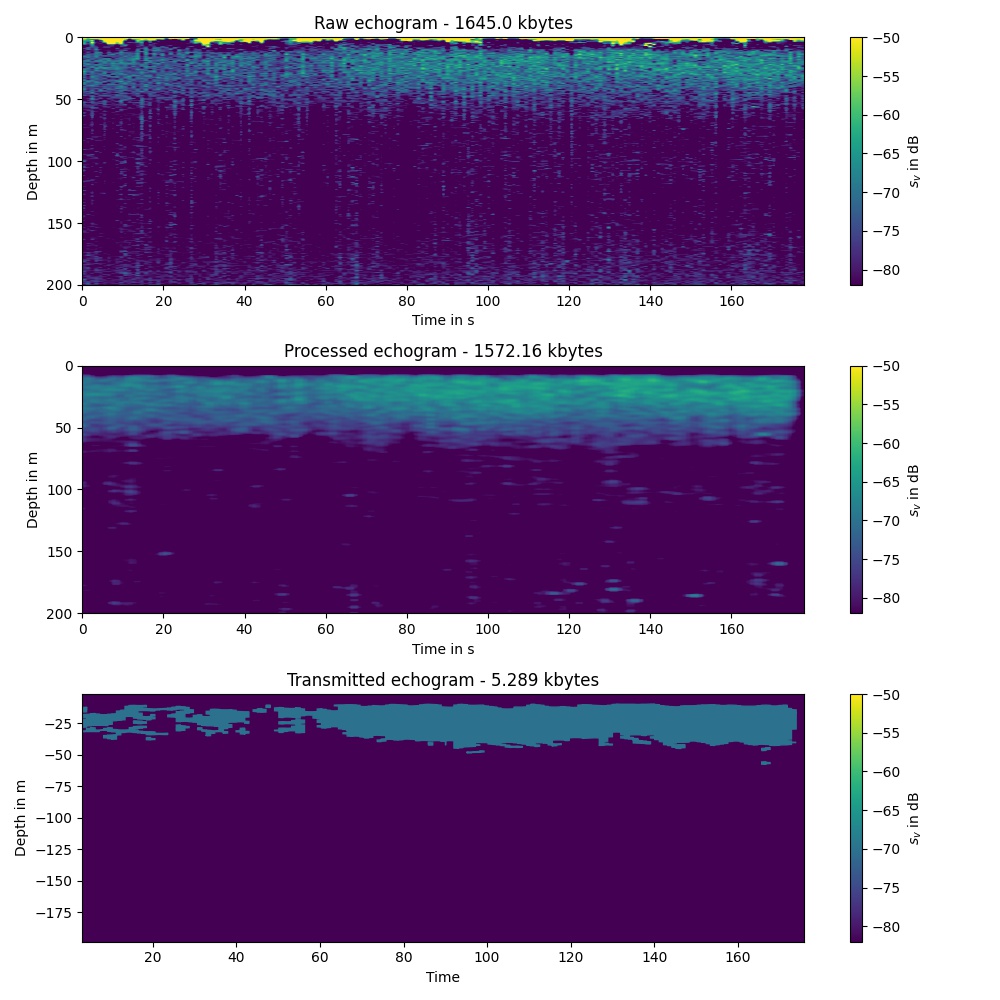 Raw echogram - 1645.0 kbytes
0
50
100
150
200
Depth in m
0 20 40 60 80 100 120 140 160
Time in s
−50
−55
−60
−65
−70
−75
−80
sv in dB
Processed echogram - 1572.16 kbytes
0
50
100
150
200
Depth in m
0 20 40 60 80 100 120 140 160
Time in s
−50
−55
−60
−65
−70
−75
−80
sv in dB
Transmitted echogram - 5.289 kbytes
−25
−50
−75
−100
−125
−150
−175
Depth in m
20 40 60 80 100 120 140 160
Time
−50
−55
−60
−65
−70
−75
−80
sv in dB